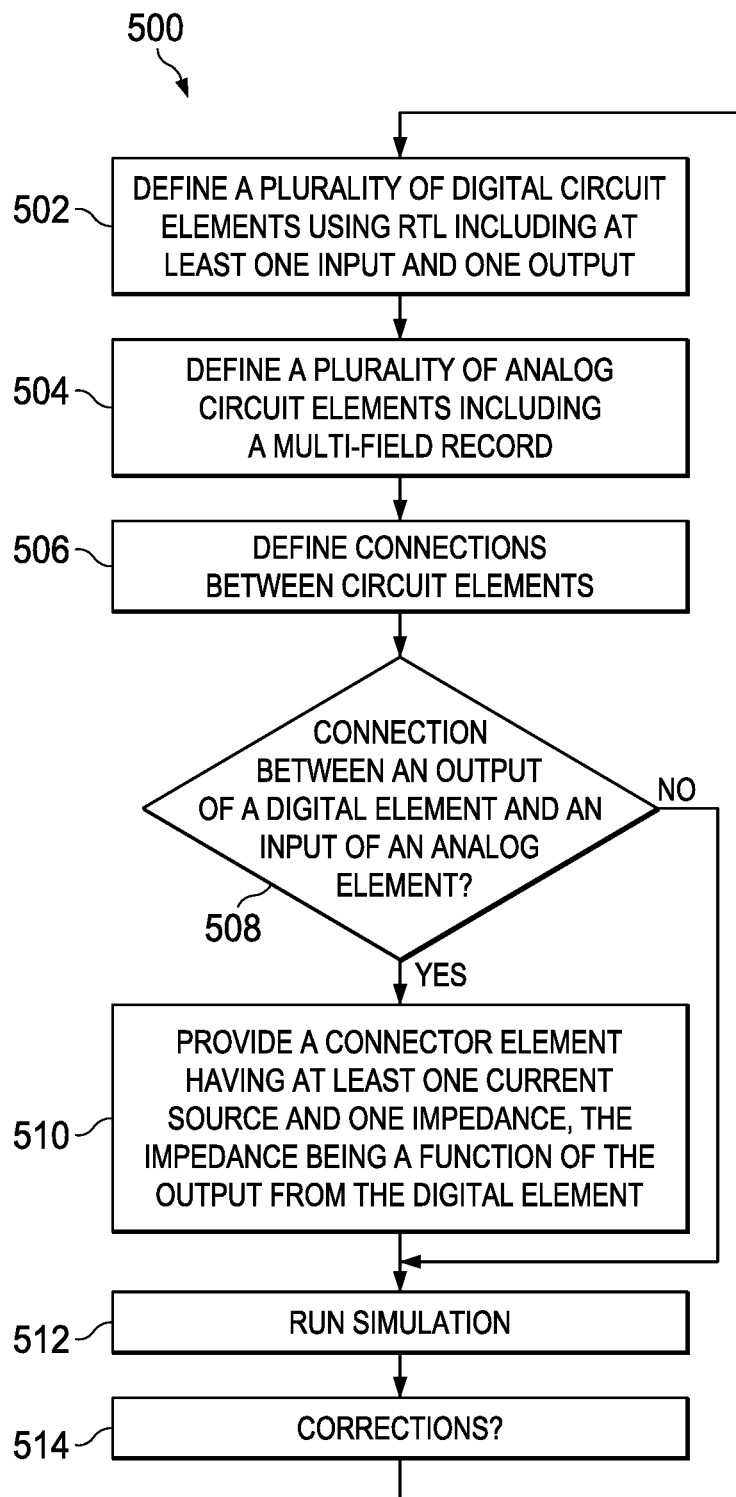 500
502
DEFINE A PLURALITY OF DIGITAL CIRCUIT
ELEMENTS USING RTL INCLUDING AT
LEAST ONE INPUT AND ONE OUTPUT
504
DEFINE A PLURALITY OF ANALOG
CIRCUIT ELEMENTS INCLUDING
A MULTI-FIELD RECORD
506
DEFINE CONNECTIONS
BETWEEN CIRCUIT ELEMENTS
CONNECTION
BETWEEN AN OUTPUT
OF A DIGITAL ELEMENT AND AN
INPUT OF AN ANALOG
ELEMENT?
NO
508
YES
510
PROVIDE A CONNECTOR ELEMENT
HAVING AT LEAST ONE CURRENT
SOURCE AND ONE IMPEDANCE, THE
IMPEDANCE BEING A FUNCTION OF THE
OUTPUT FROM THE DIGITAL ELEMENT
512
RUN SIMULATION
514
CORRECTIONS?